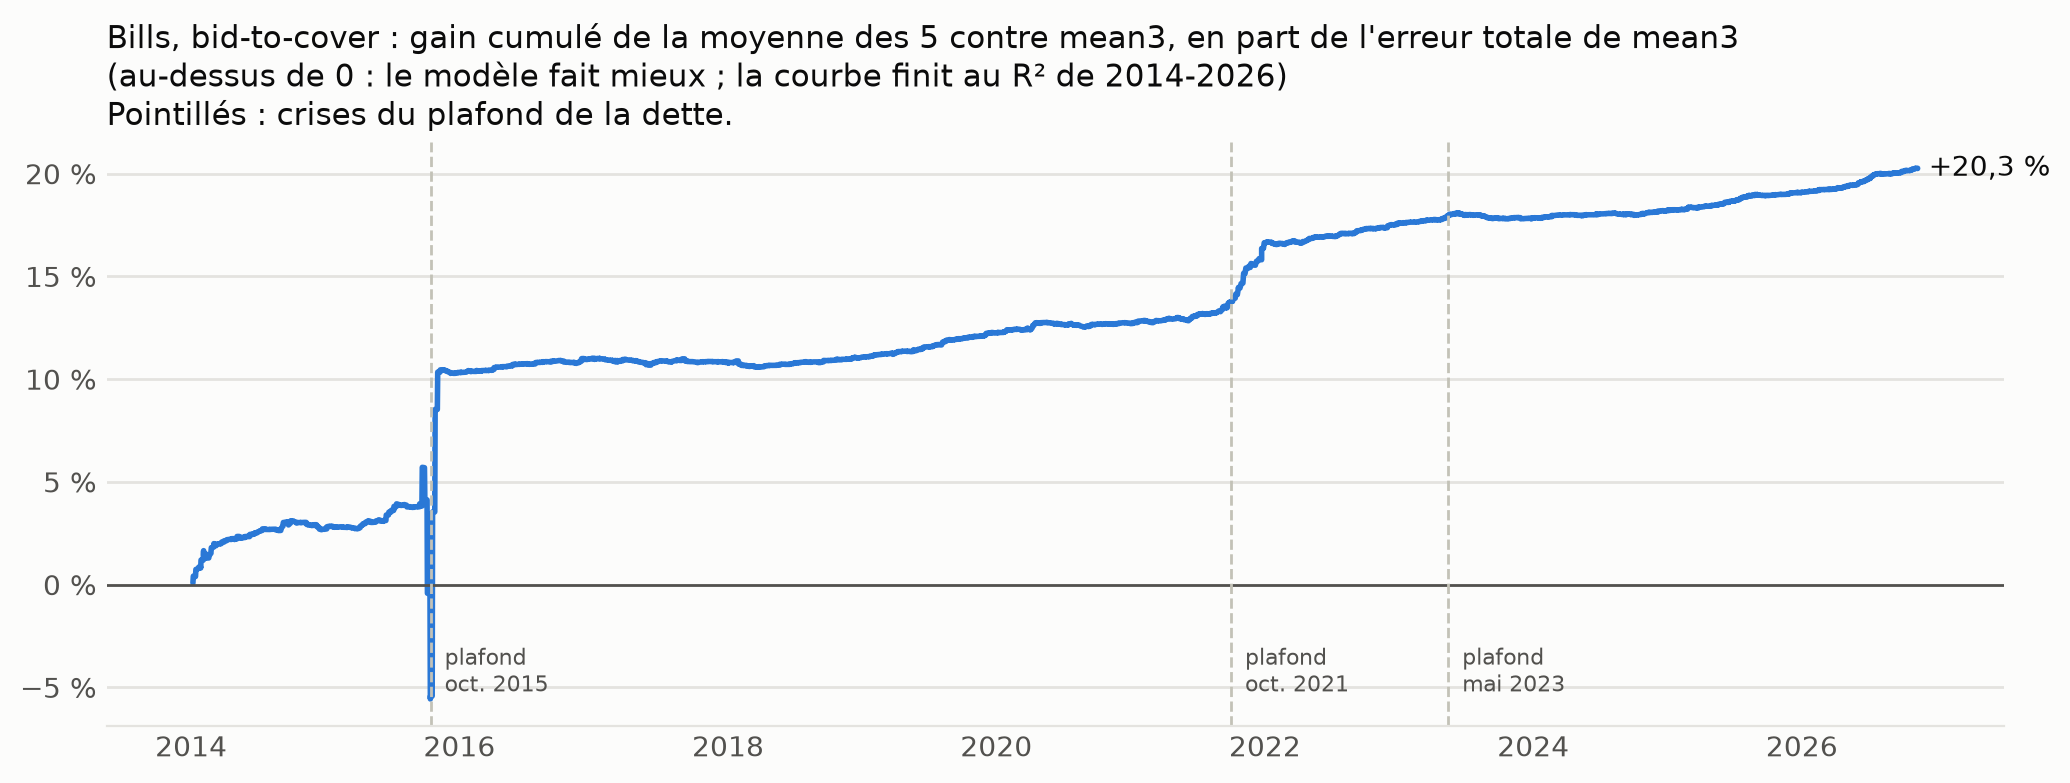 Bills, bid-to-cover : gain cumulé de la moyenne des 5 contre mean3, en part de l'erreur totale de mean3
(au-dessus de 0 : le modèle fait mieux ; la courbe finit au R² de 2014-2026)
Pointillés : crises du plafond de la dette.
20 %
+20,3 %
15 %
10 %
5 %
0 %
−5 %
plafond
oct. 2015
plafond
oct. 2021
plafond
mai 2023
2014
2016
2018
2020
2022
2024
2026